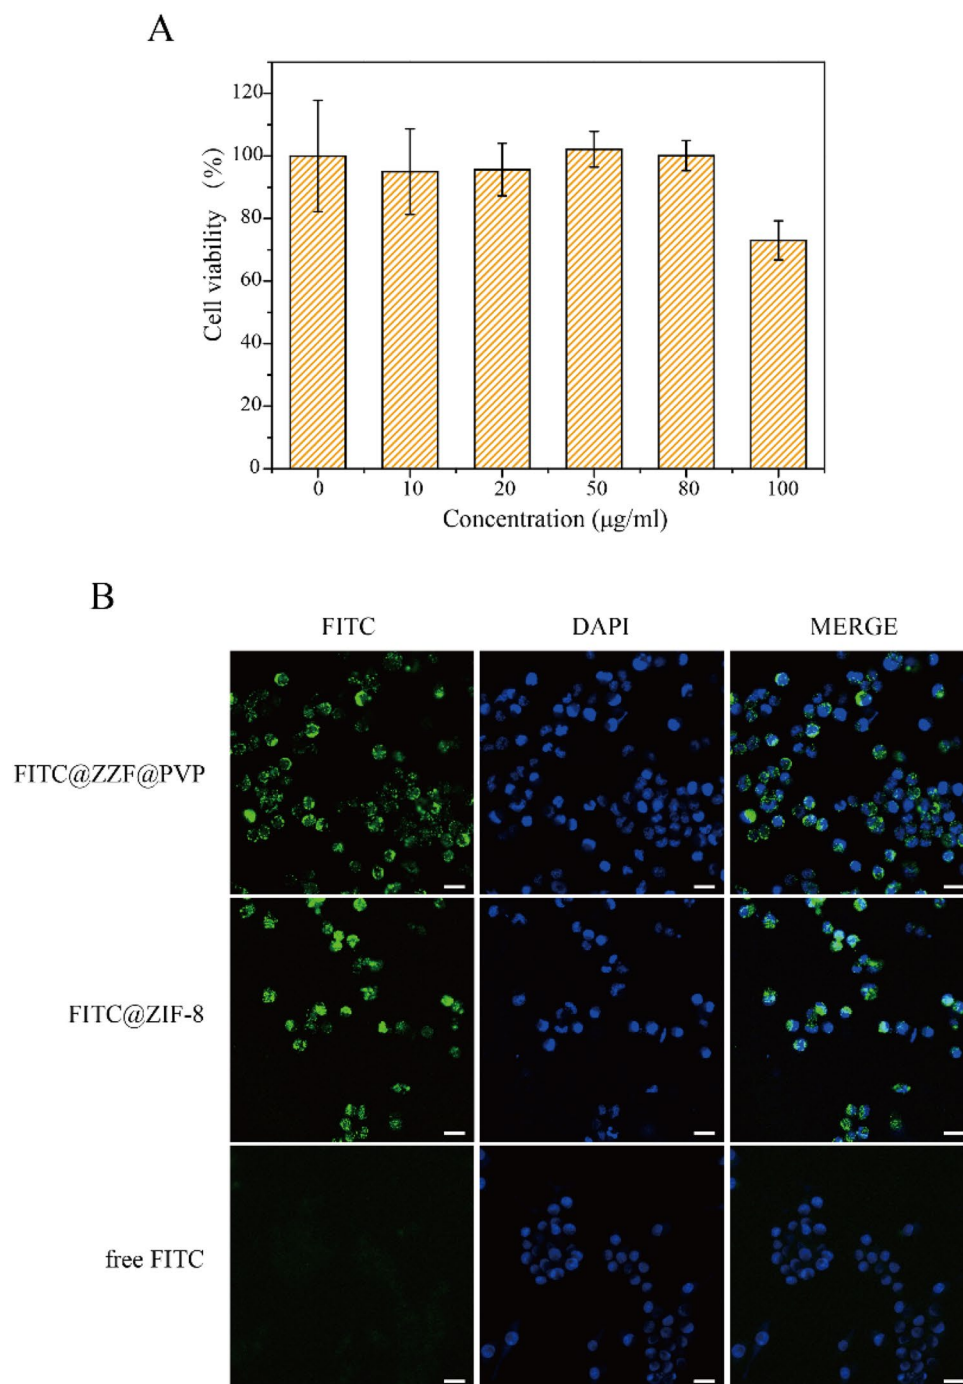 A
120
100
80
60
40
20
0
Cell viability (%)
0 10 20 50 80 100
Concentration (μg/ml)
B
FITC DAPI MERGE
FITC@ZZF@PVP
FITC@ZIF-8
free FITC